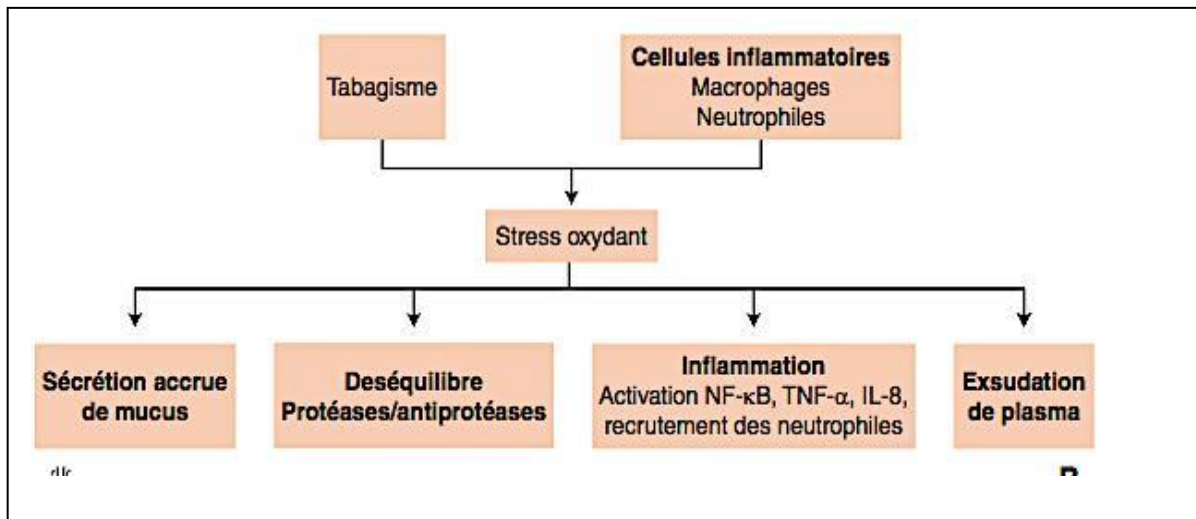 Tabagisme
Cellules inflammatoires
Macrophages
Neutrophiles
Stress oxydant
Sécrétion accrue
de mucus
Deséquilibre
Protéases/antiprotéases
Inflammation
Activation NF-κB, TNF-α, IL-8,
recrutement des neutrophiles
Exsudation
de plasma